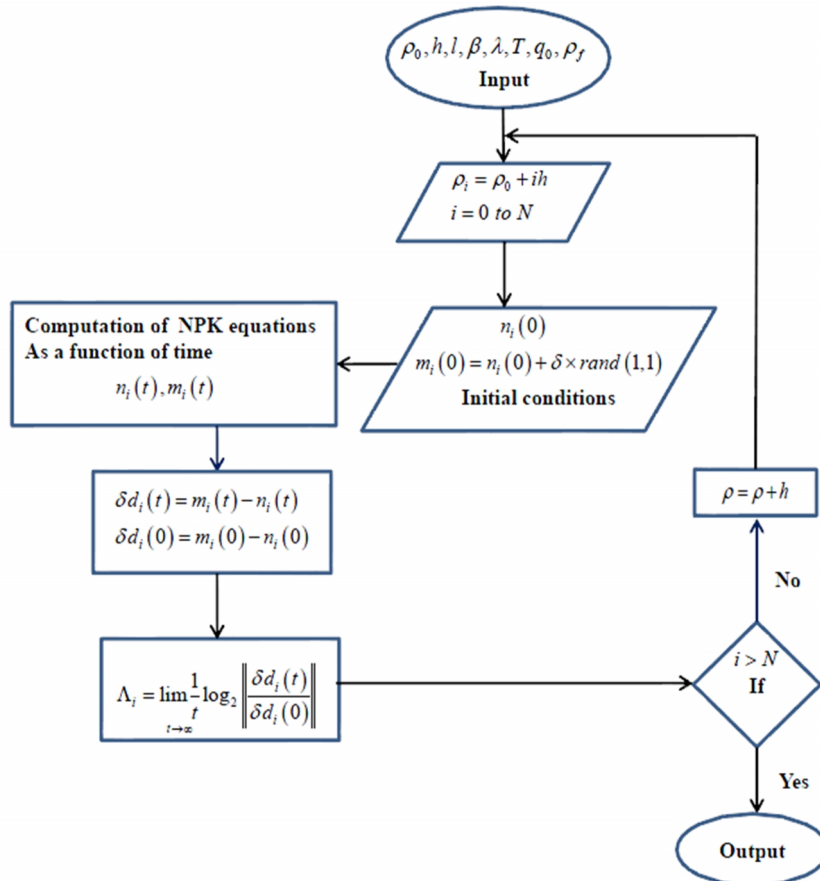 ρ₀, h, l, β, λ, T, q₀, ρ_f
Input
ρᵢ = ρ₀ + ih
i = 0 to N
nᵢ(0)
mᵢ(0) = nᵢ(0) + δ × rand (1,1)
Initial conditions
Computation of NPK equations
As a function of time
nᵢ(t), mᵢ(t)
δdᵢ(t) = mᵢ(t) − nᵢ(t)
δdᵢ(0) = mᵢ(0) − nᵢ(0)
Λᵢ = lim_{t→∞} 1/t log₂ ‖δdᵢ(t)/δdᵢ(0)‖
i > N
If
No
ρ = ρ + h
Yes
Output